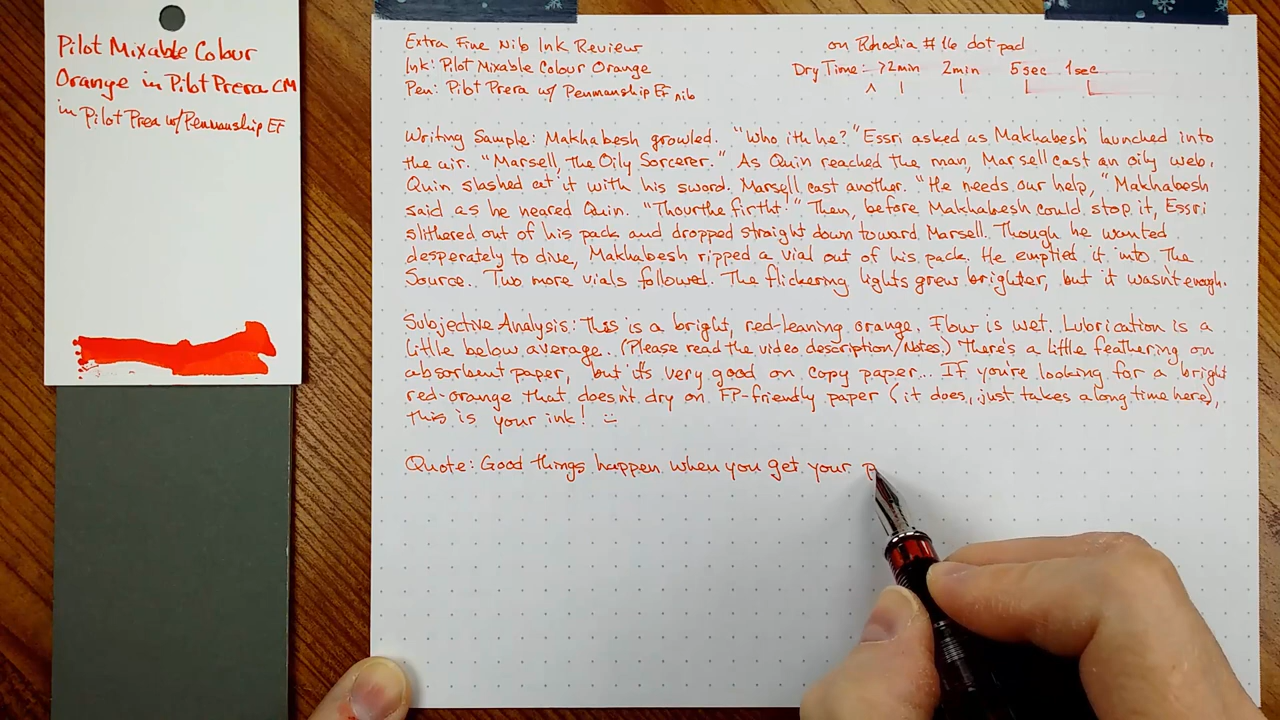 Pilot Mixable Colour
Orange in Pilot Prera CM
in Pilot Prea w/Penmanship EF
Extra Fine Nib Ink Review
on Rhodia #16 dotpad
Ink: Pilot Mixable Colour Orange
Dry Time: >2min 2min 5sec 1sec
Pen: Pilot Prera w/ Penmanship EF nib
Writing Sample: Makhabesh growled. "Who ith he?" Essri asked as Makhabesh launched into
the air. "Marsell, The Oily Sorcerer." As Quin reached the man, Marsell cast an oily web.
Quin slashed at it with his sword. Marsell cast another. "He needs our help," Makhabesh
said as he neared Quin. "Thourthe firtht!" Then, before Makhabesh could stop it, Essri
slithered out of his pack and dropped straight down toward Marsell. Though he wanted
desperately to dive, Makhabesh ripped a vial out of his pack. He emptied it into The
Source. Two more vials followed. The flickering lights grew brighter, but it wasn't enough.
Subjective Analysis: This is a bright, red-leaning orange. Flow is wet. Lubrication is a
little below average. (Please read the video description/Notes.) There's a little feathering on
absorbent paper, but it's very good on copy paper... If you're looking for a bright
red-orange that doesn't dry on FP-friendly paper (it does, just takes a long time here),
this is your ink! :)
Quote: Good things happen when you get your p